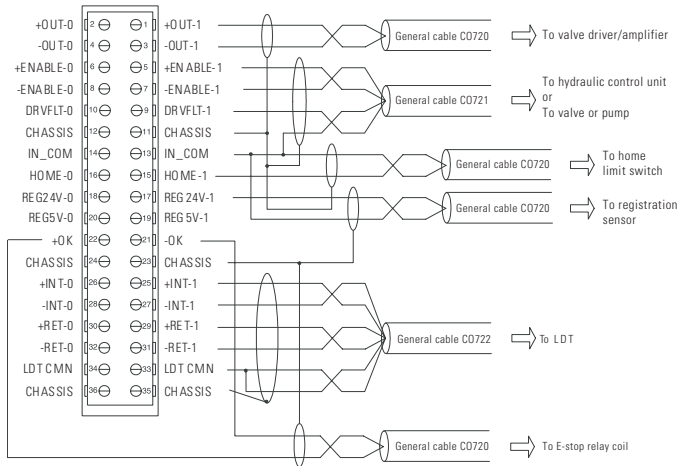 +OUT-0 2 1 +OUT-1
-OUT-0 4 3 -OUT-1
+ENABLE-0 6 5 +ENABLE-1
-ENABLE-0 8 7 -ENABLE-1
DRVFLT-0 10 9 DRVFLT-1
CHASSIS 12 11 CHASSIS
IN_COM 14 13 IN_COM
HOME-0 16 15 HOME-1
REG24V-0 18 17 REG24V-1
REG5V-0 20 19 REG5V-1
+OK 22 21 -OK
CHASSIS 24 23 CHASSIS
+INT-0 26 25 +INT-1
-INT-0 28 27 -INT-1
+RET-0 30 29 +RET-1
-RET-0 32 31 -RET-1
LDT CMN 34 33 LDT CMN
CHASSIS 36 35 CHASSIS
General cable C0720
To valve driver/amplifier
General cable C0721
To hydraulic control unit
or
To valve or pump
General cable C0720
To home
limit switch
General cable C0720
To registration
sensor
General cable C0722
To LDT
General cable C0720
To E-stop relay coil